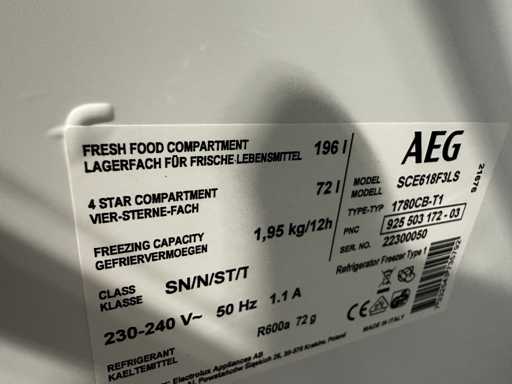 FRESH FOOD COMPARTMENT
LAGERFACH FÜR FRISCHE LEBENSMITTEL 196 l
4 STAR COMPARTMENT
VIER-STERNE-FACH 72 l
FREEZING CAPACITY
GEFRIERVERMOEGEN 1,95 kg/12h
CLASS
KLASSE SN/N/ST/T
230-240 V~ 50 Hz 1.1 A
REFRIGERANT
KAELTEMITTEL R600a 72 g
Electrolux Appliances AB
AEG
21676
MODEL
MODELL SCE618F3LS
TYPE-TYP 1780CB-T1
PNC 925 503 172 - 03
SER NO. 22300050
Refrigerator Freezer Type 1
MADE IN ITALY